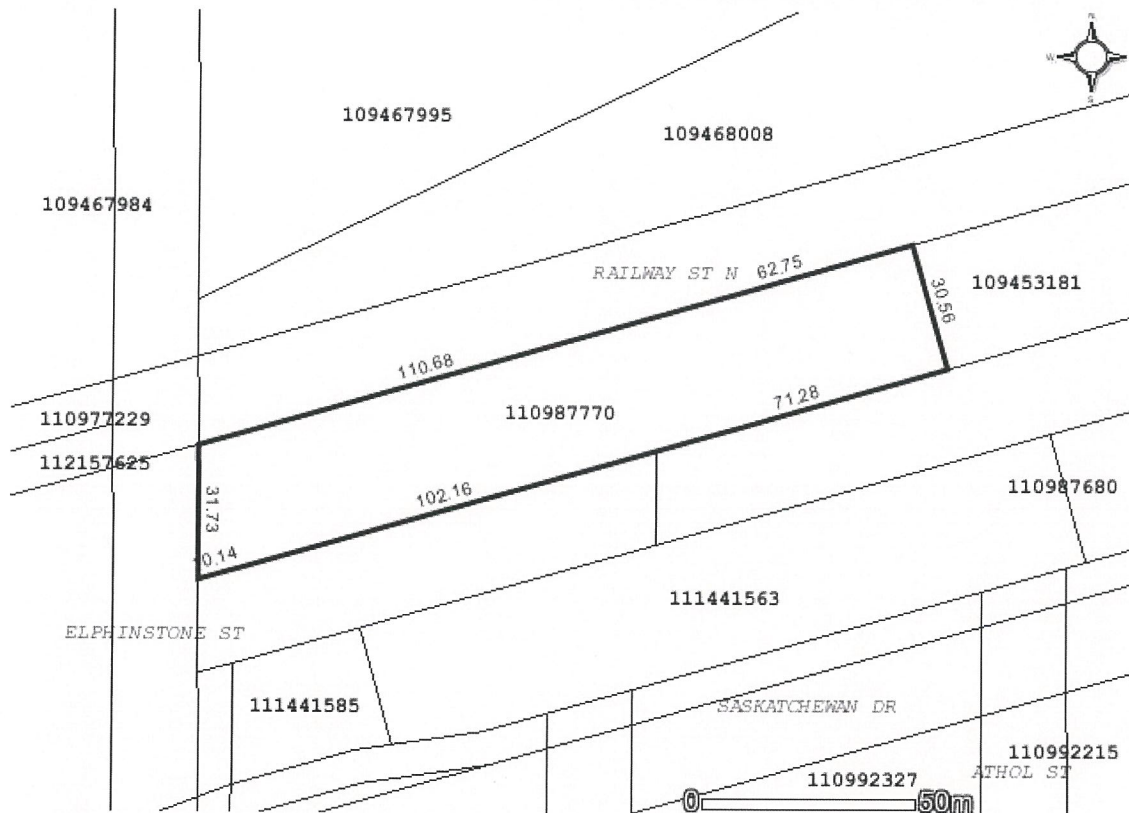 N
W
S
109467995
109468008
109467984
RAILWAY ST N
62.75
30.56
109453181
110.68
110987770
71.28
110977229
112157625
31.73
102.16
10.14
110987680
111441563
ELPHINSTONE ST
111441585
SASKATCHEWAN DR
110992215
110992327
ATHOL ST
0
50m